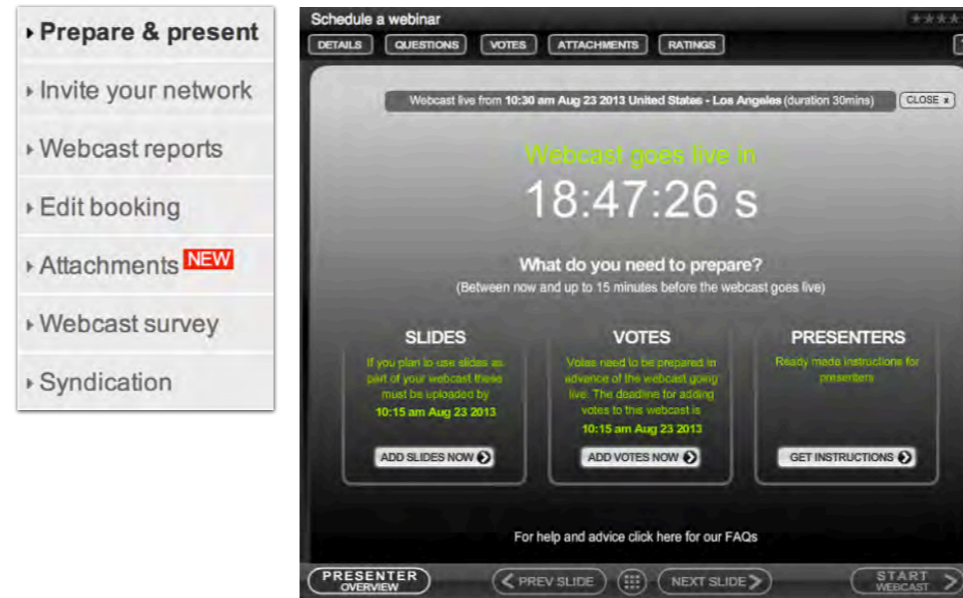 Prepare & present
Invite your network
Webcast reports
Edit booking
Attachments NEW
Webcast survey
Syndication
Schedule a webinar
DETAILS QUESTIONS VOTES ATTACHMENTS RATINGS
Webcast live from 10:30 am Aug 23 2013 United States - Los Angeles (duration 30mins) CLOSE x
Webcast goes live in
18:47:26 s
What do you need to prepare?
(Between now and up to 15 minutes before the webcast goes live)
SLIDES
If you plan to use slides as
part of your webcast these
must be uploaded by
10:15 am Aug 23 2013
ADD SLIDES NOW
VOTES
Votes need to be prepared in
advance of the webcast going
live. The deadline for adding
votes to this webcast is
10:15 am Aug 23 2013
ADD VOTES NOW
PRESENTERS
Ready made instructions for
presenters
GET INSTRUCTIONS
For help and advice click here for our FAQs
PRESENTER
OVERVIEW
PREV SLIDE
NEXT SLIDE
START
WEBCAST